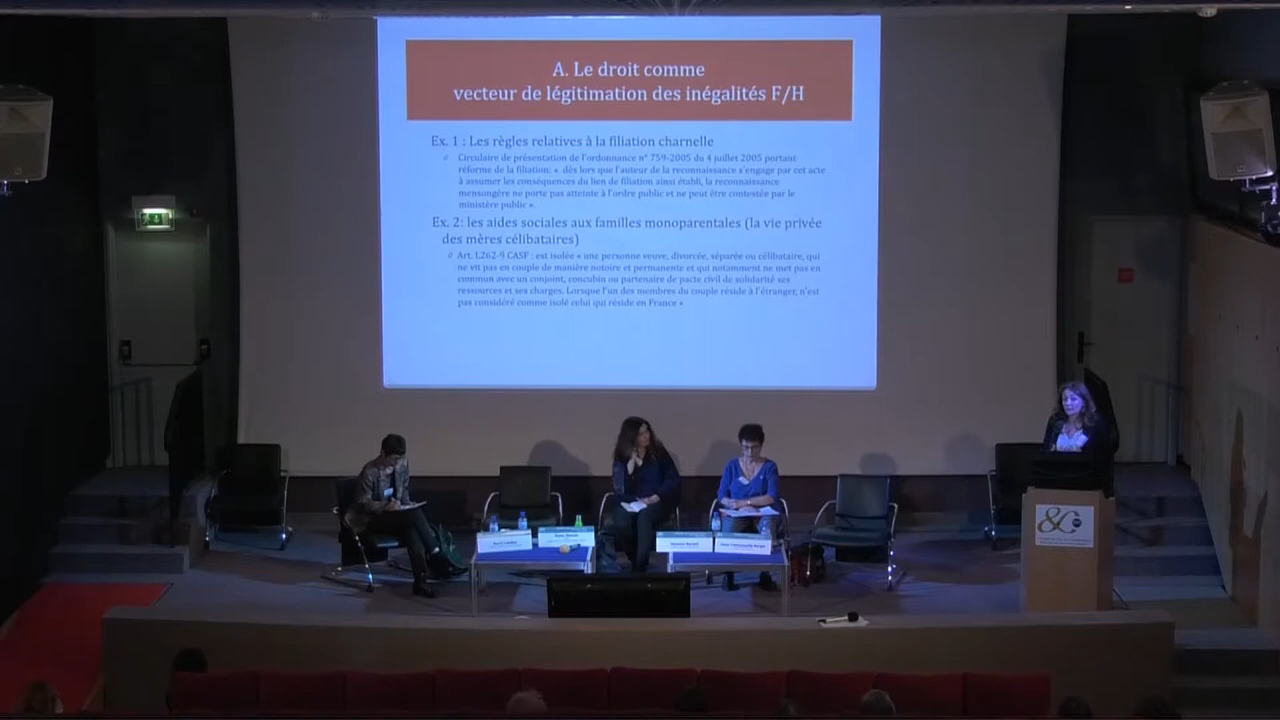 A. Le droit comme
vecteur de légitimation des inégalités F/H
Ex. 1 : Les règles relatives à la filiation charnelle
Circulaire de présentation de l'ordonnance n° 759-2005 du 4 juillet 2005 portant
réforme de la filiation: « dès lors que l'auteur de la reconnaissance s'engage par cet acte
à assumer les conséquences du lien de filiation ainsi établi, la reconnaissance
mensongère ne porte pas atteinte à l'ordre public et ne peut être contestée par le
ministère public ».
Ex. 2: les aides sociales aux familles monoparentales (la vie privée
des mères célibataires)
Art. L262-9 CASF : est isolée « une personne veuve, divorcée, séparée ou célibataire, qui
ne vit pas en couple de manière notoire et permanente et qui notamment ne met pas en
commun avec un conjoint, concubin ou partenaire de pacte civil de solidarité ses
ressources et ses charges. Lorsque l'un des membres du couple réside à l'étranger, n'est
pas considéré comme isolé celui qui réside en France »